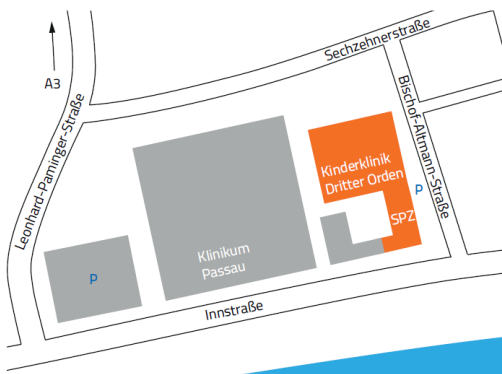 Sechzehnerstraße
A3
Leonhard-Paminger-Straße
Bischof-Altmann-Straße
Kinderklinik
Dritter Orden
P
SPZ
Klinikum
Passau
P
Innstraße